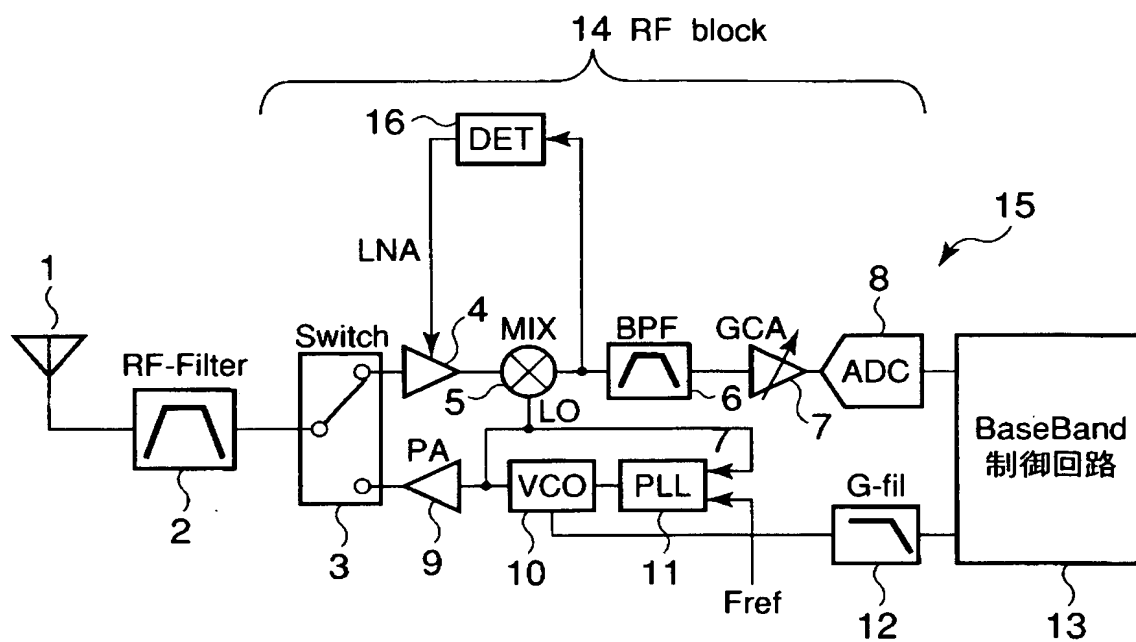 14 RF block
16
DET
15
LNA
1
4
8
Switch
MIX
BPF
GCA
RF-Filter
ADC
5
LO
6
7
BaseBand
制御回路
PA
VCO
PLL
G-fil
2
3
9
10
11
Fref
12
13